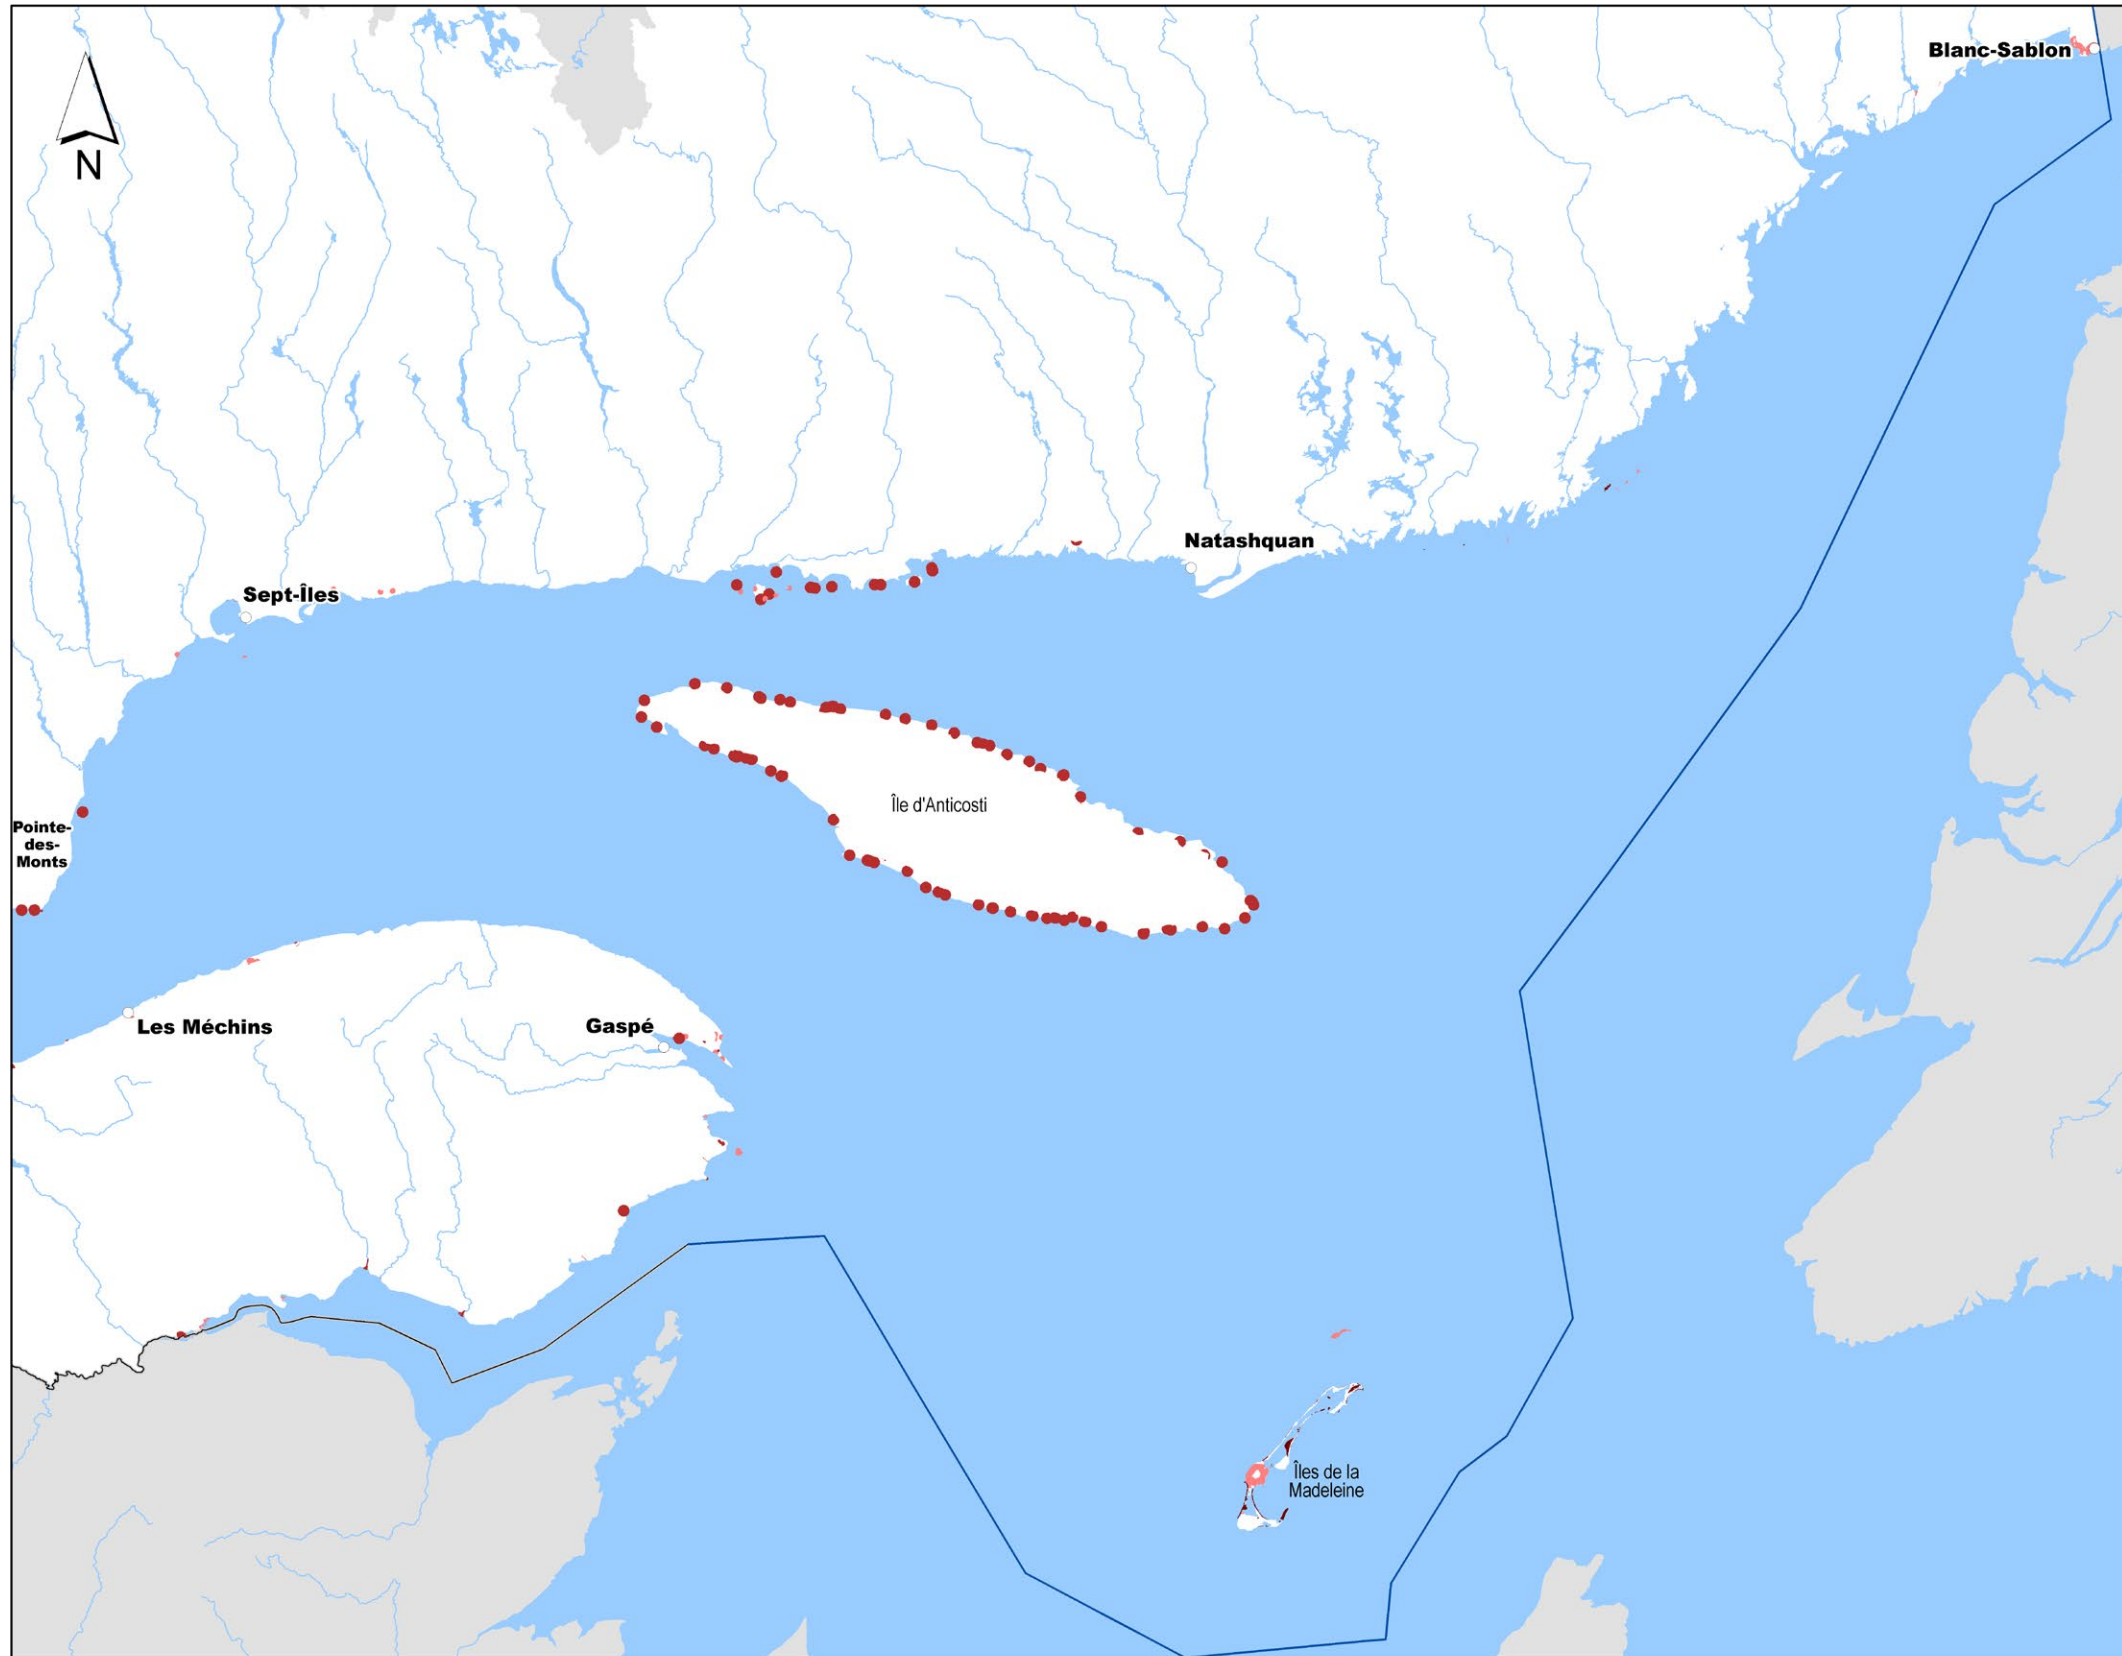 Blanc-Sablon
N
Natashquan
Sept-Îles
Île d'Anticosti
Pointe-
des-
Monts
Les Méchins
Gaspé
Îles de la
Madeleine